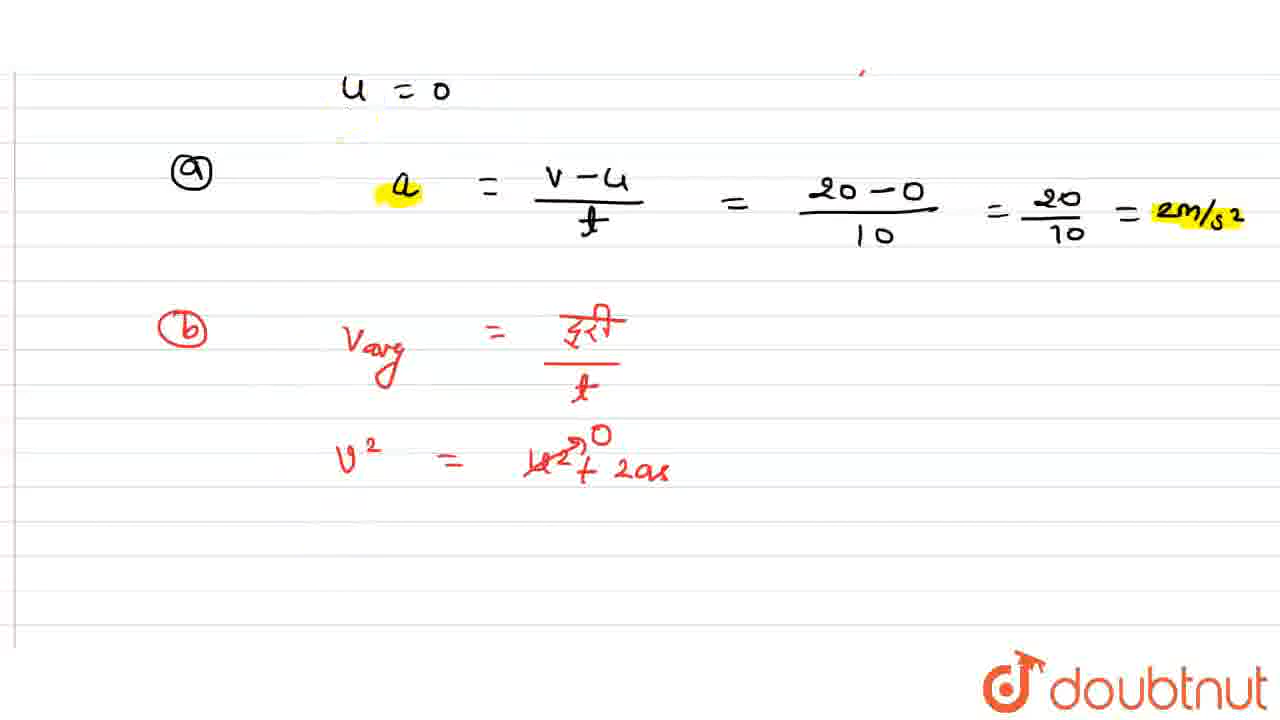 u = 0
(a) a = v-u/t = 20-0/10 = 20/10 = 2m/s²
(b) Vavg = /t
v² = u²→0 + 2as
doubtnut